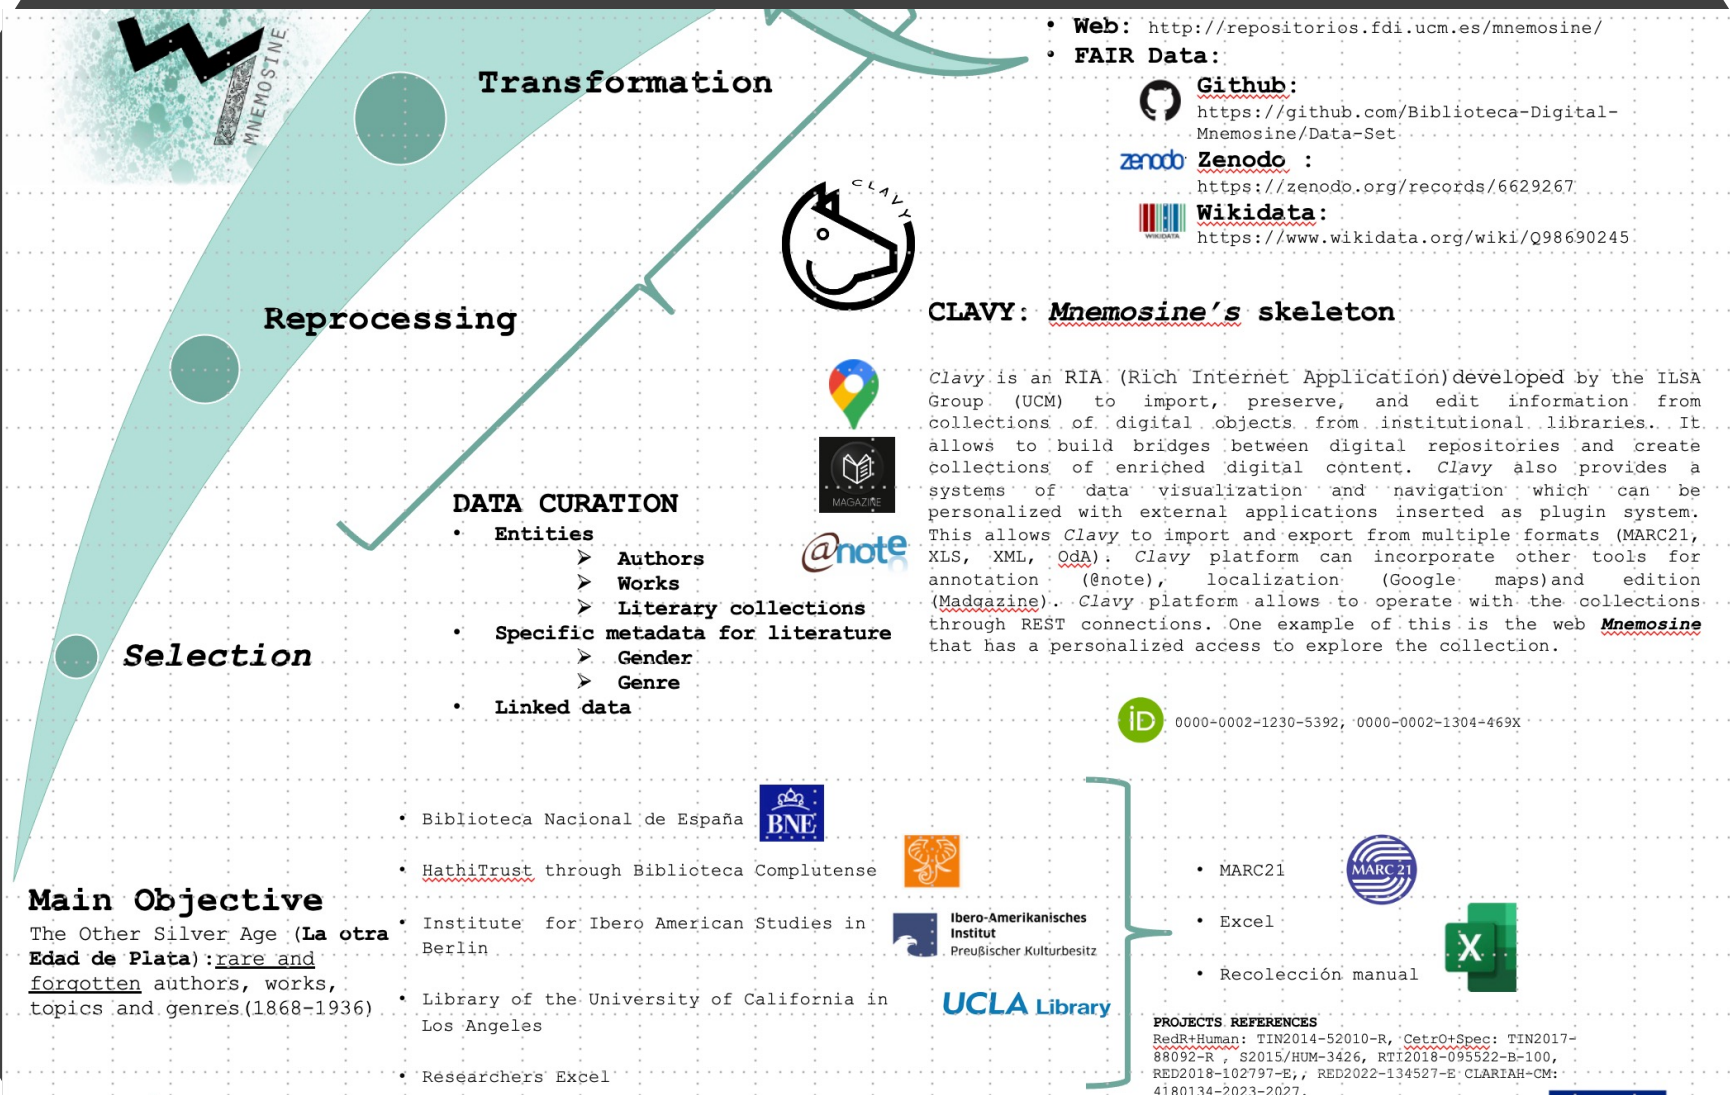 MNEMOSINE
Transformation
Reprocessing
Selection
• Web: http://repositorios.fdi.ucm.es/mnemosine/
• FAIR Data:
Github:
https://github.com/Biblioteca-Digital-
Mnemosine/Data-Set
zenodo Zenodo :
https://zenodo.org/records/6629267
WIKIDATA Wikidata:
https://www.wikidata.org/wiki/Q98690245
CLAVY
CLAVY: Mnemosine's skeleton
Clavy is an RIA (Rich Internet Application)developed by the ILSA
Group (UCM) to import, preserve, and edit information from
collections of digital objects from institutional libraries. It
allows to build bridges between digital repositories and create
collections of enriched digital content. Clavy also provides a
systems of data visualization and navigation which can be
personalized with external applications inserted as plugin system.
This allows Clavy to import and export from multiple formats (MARC21,
XLS, XML, OdA). Clavy platform can incorporate other tools for
annotation (@note), localization (Google maps)and edition
(Madgazine). Clavy platform allows to operate with the collections
through REST connections. One example of this is the web Mnemosine
that has a personalized access to explore the collection.
MAGAZINE
@note
DATA CURATION
• Entities
➢ Authors
➢ Works
➢ Literary collections
• Specific metadata for literature
➢ Gender
➢ Genre
• Linked data
iD 0000-0002-1230-5392, 0000-0002-1304-469X
Main Objective
The Other Silver Age (La otra
Edad de Plata):rare and
forgotten authors, works,
topics and genres(1868-1936)
• Biblioteca Nacional de España
BNE
• HathiTrust through Biblioteca Complutense
• Institute for Ibero American Studies in
Berlin
Ibero-Amerikanisches
Institut
Preußischer Kulturbesitz
• Library of the University of California in
Los Angeles
UCLA Library
• Researchers Excel
• MARC21
MARC 21
• Excel
X
• Recolección manual
PROJECTS REFERENCES
RedR+Human: TIN2014-52010-R, CetrO+Spec: TIN2017-
88092-R , S2015/HUM-3426, RTI2018-095522-B-100,
RED2018-102797-E,, RED2022-134527-E CLARIAH-CM:
4180134-2023-2027.